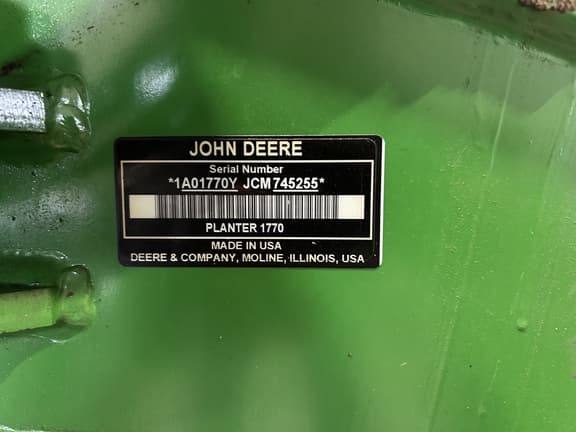 JOHN DEERE
Serial Number
*1A01770Y JCM745255*
PLANTER 1770
MADE IN USA
DEERE & COMPANY, MOLINE, ILLINOIS, USA